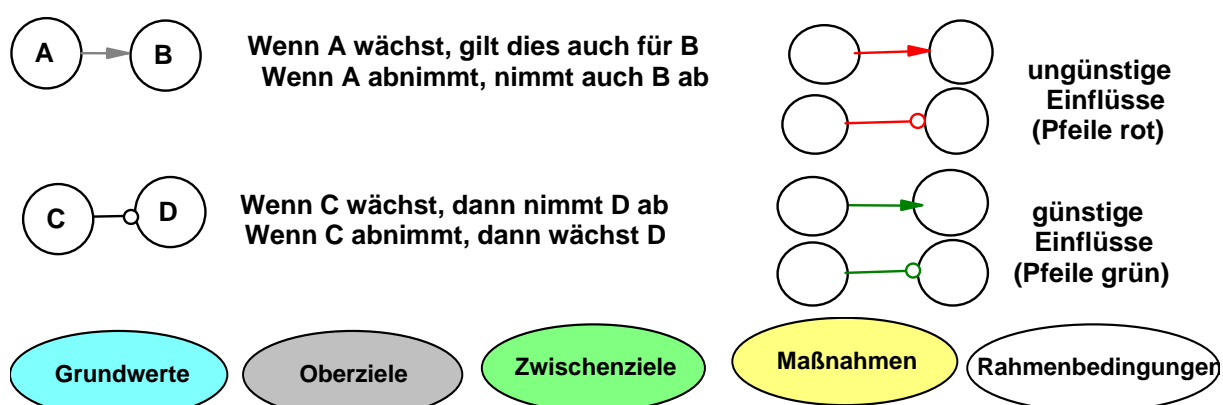 A
B
Wenn A wächst, gilt dies auch für B
Wenn A abnimmt, nimmt auch B ab
ungünstige
Einflüsse
(Pfeile rot)
C
D
Wenn C wächst, dann nimmt D ab
Wenn C abnimmt, dann wächst D
günstige
Einflüsse
(Pfeile grün)
Grundwerte
Oberziele
Zwischenziele
Maßnahmen
Rahmenbedingungen